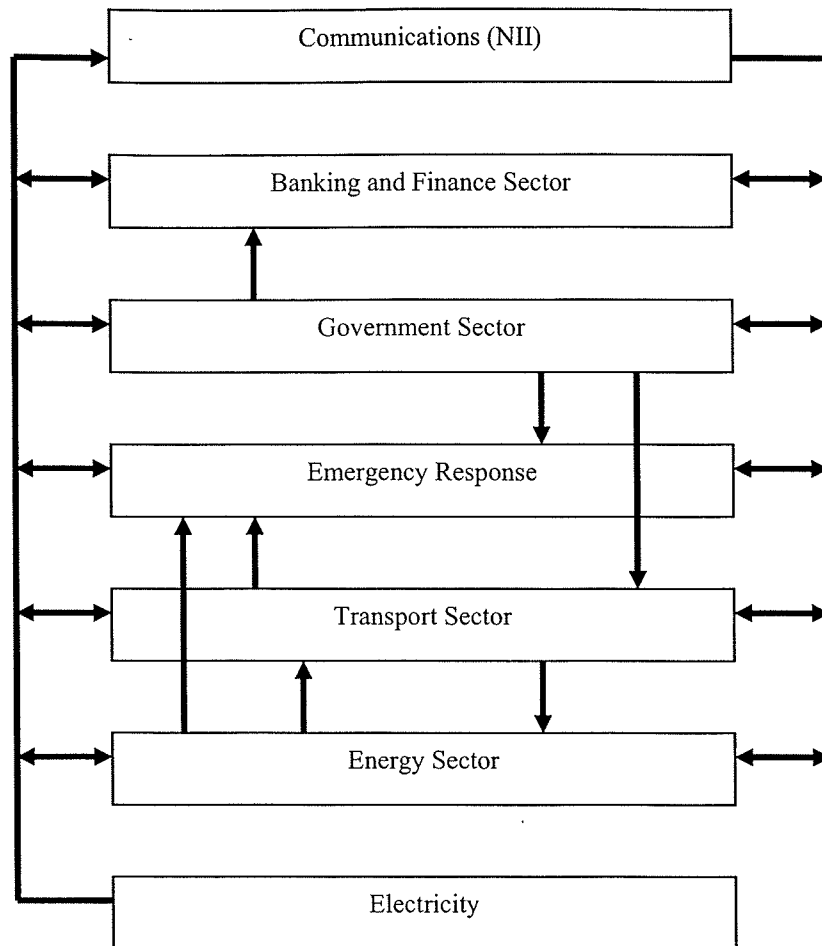 Communications (NII)
Banking and Finance Sector
Government Sector
Emergency Response
Transport Sector
Energy Sector
Electricity